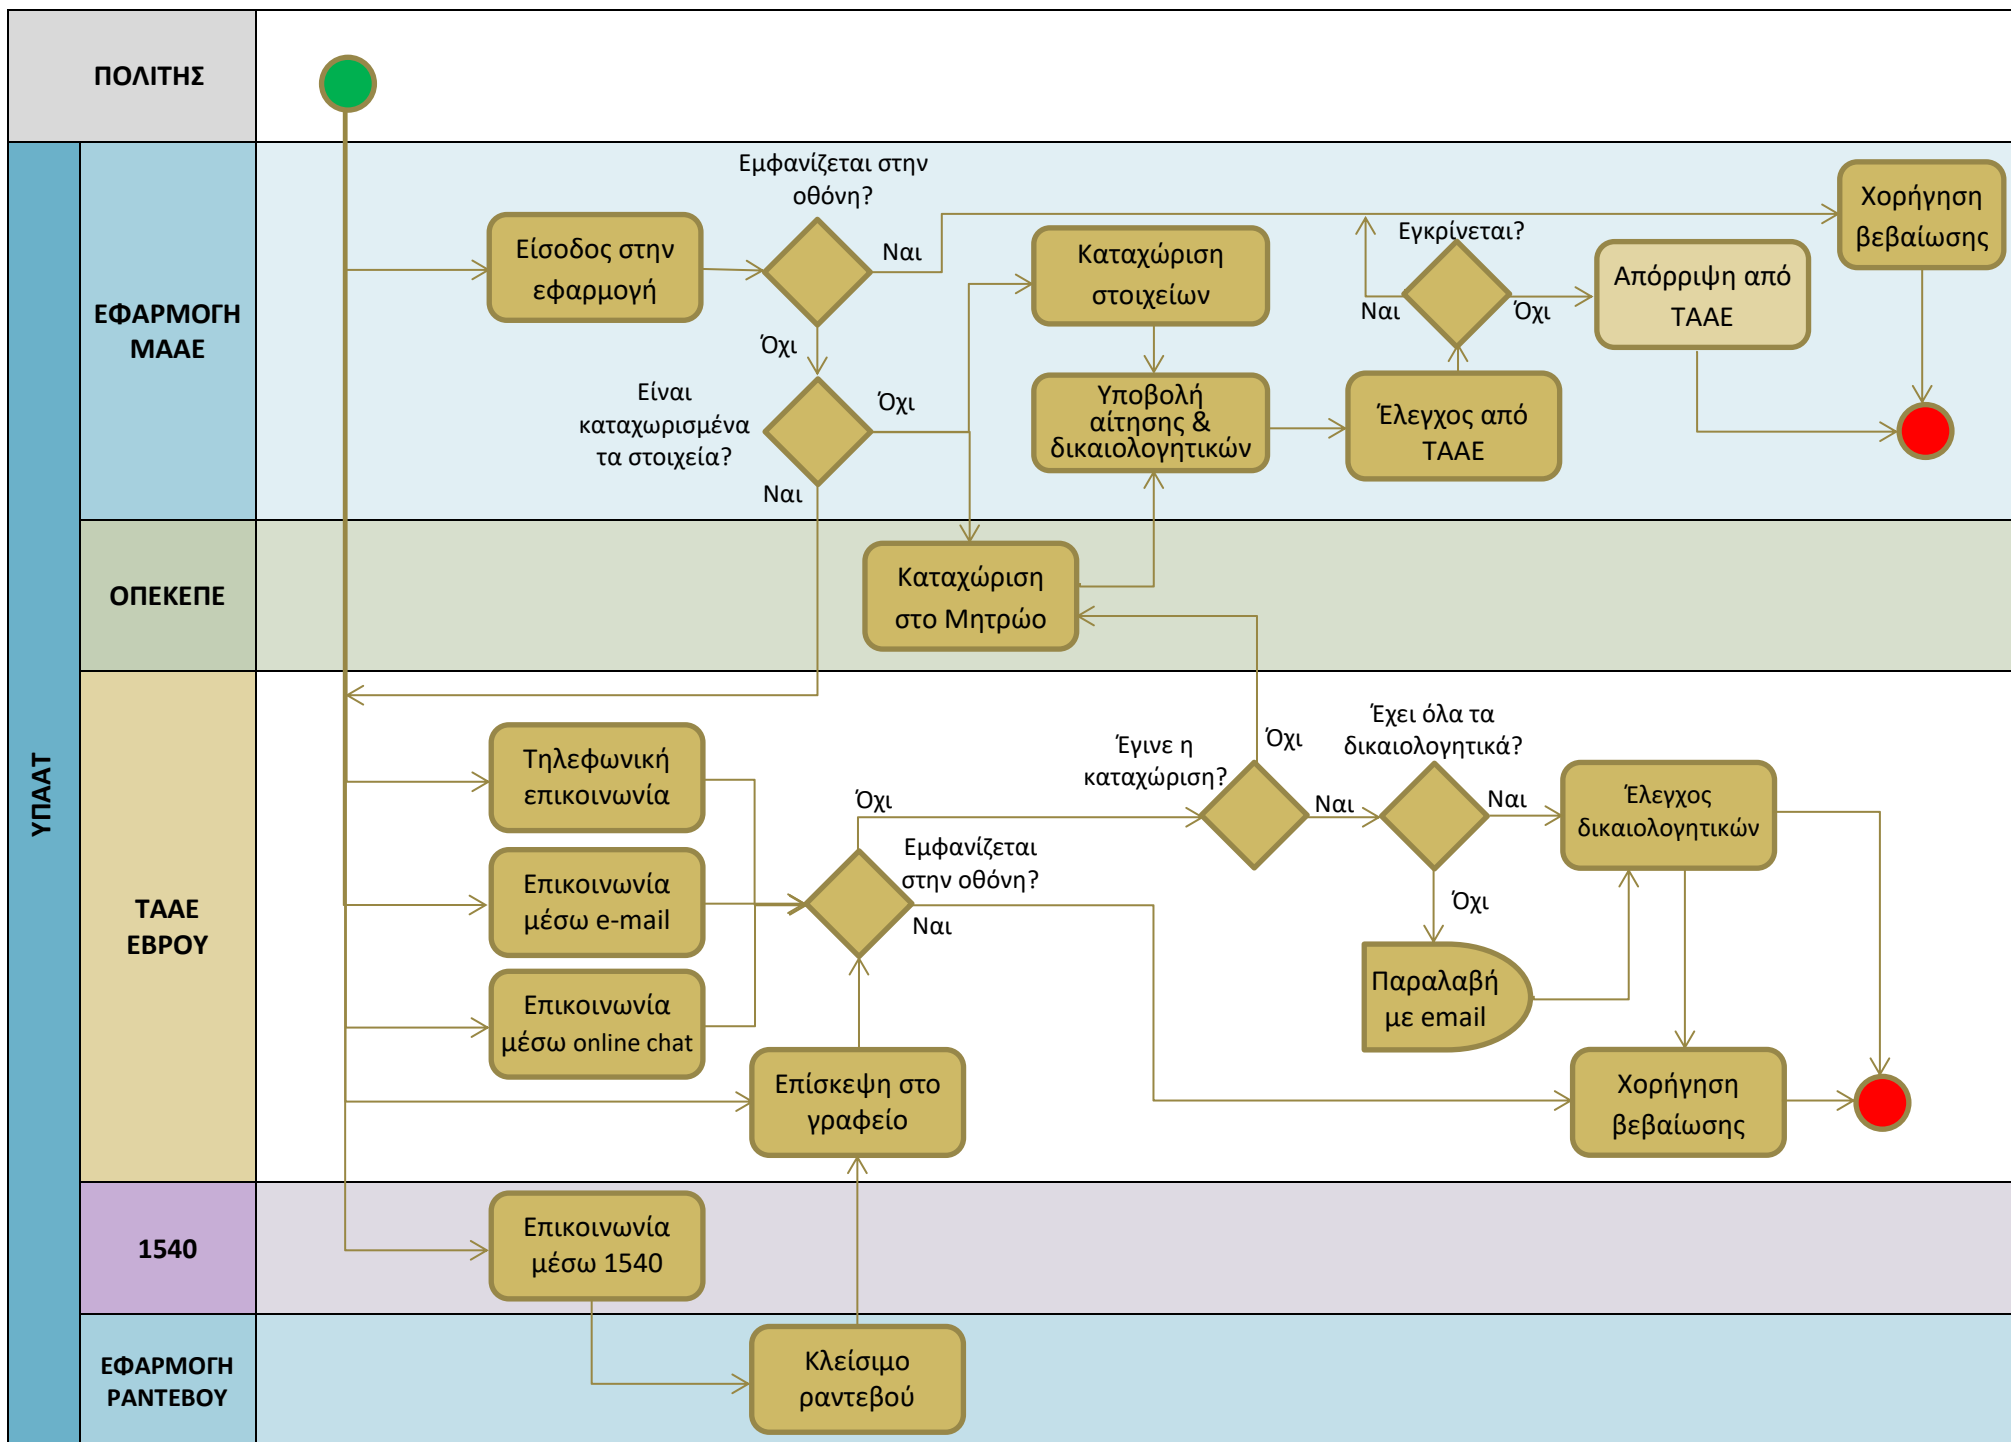 ΠΟΛΙΤΗΣ
ΥΠΑΑΤ
ΕΦΑΡΜΟΓΗ
ΜΑΑΕ
Εμφανίζεται στην
οθόνη?
Είσοδος στην
εφαρμογή
Ναι
Όχι
Είναι
καταχωρισμένα
τα στοιχεία?
Όχι
Ναι
Καταχώριση
στοιχείων
Υποβολή
αίτησης &
δικαιολογητικών
Έλεγχος από
ΤΑΑΕ
Εγκρίνεται?
Ναι
Όχι
Απόρριψη από
ΤΑΑΕ
Χορήγηση
βεβαίωσης
ΟΠΕΚΕΠΕ
Καταχώριση
στο Μητρώο
ΤΑΑΕ
ΕΒΡΟΥ
Τηλεφωνική
επικοινωνία
Επικοινωνία
μέσω e-mail
Επικοινωνία
μέσω online chat
Επίσκεψη στο
γραφείο
Όχι
Εμφανίζεται
στην οθόνη?
Ναι
Έγινε η
καταχώριση?
Όχι
Ναι
Έχει όλα τα
δικαιολογητικά?
Ναι
Όχι
Παραλαβή
με email
Έλεγχος
δικαιολογητικών
Χορήγηση
βεβαίωσης
1540
Επικοινωνία
μέσω 1540
ΕΦΑΡΜΟΓΗ
ΡΑΝΤΕΒΟΥ
Κλείσιμο
ραντεβού